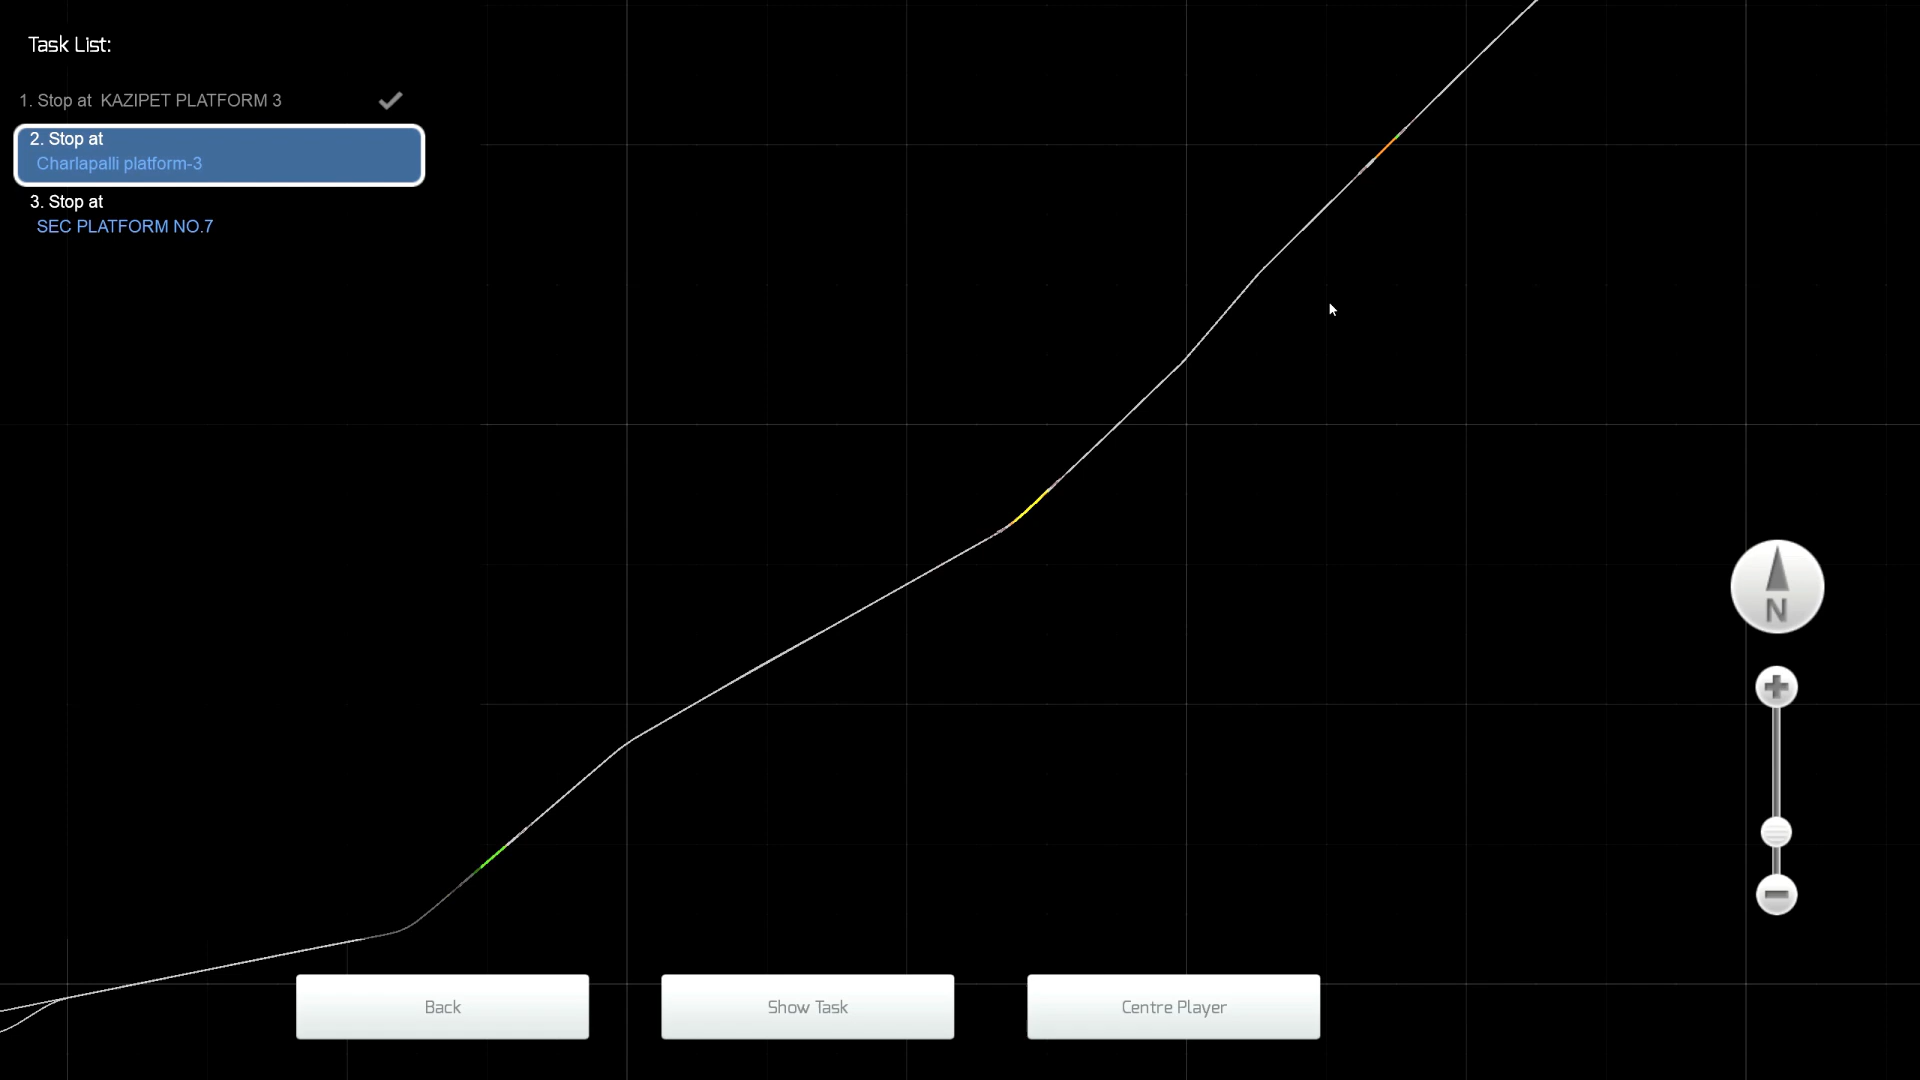 Task List:
1. Stop at  KAZIPET PLATFORM 3
2. Stop at
Charlapalli platform-3
3. Stop at
SEC PLATFORM NO.7
N
Back
Show Task
Centre Player